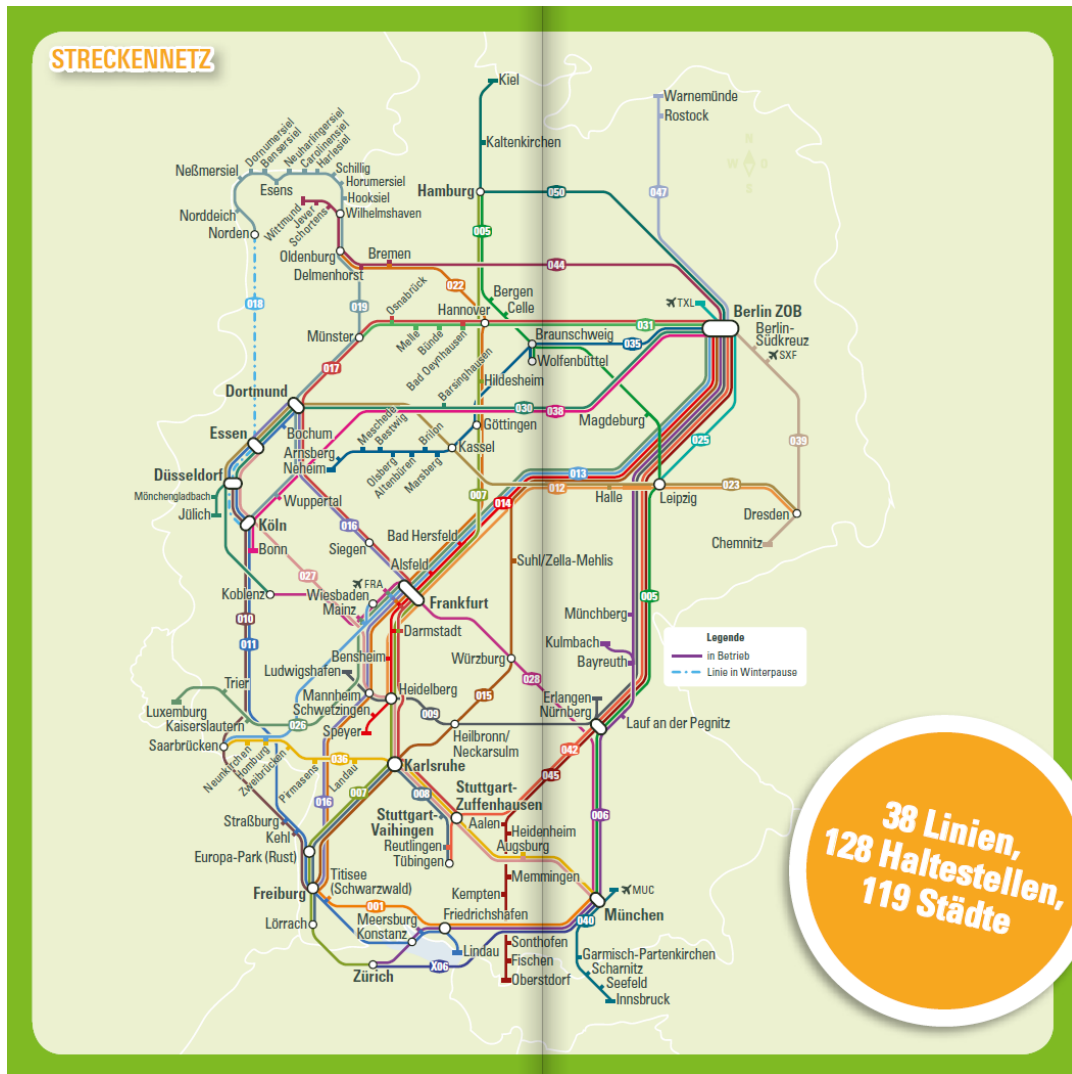 STRECKENNETZ
Kiel
Warnemünde
Rostock
Kaltenkirchen
N
W
O
S
Dornumersiel
Bensersiel
Neuharlingersiel
Carolinensiel
Harlesiel
Neßmersiel
Esens
Schillig
Horumersiel
Hooksiel
Wilhelmshaven
Hamburg
050
047
Norddeich
Norden
Wittmund
Jever
Schortens
005
Oldenburg
Bremen
044
Delmenhorst
022
018
019
Osnabrück
Bergen
Celle
TXL
Berlin ZOB
Hannover
031
Berlin-
Südkreuz
SXF
Münster
Melte
Bünde
Bad Oeynhausen
Braunschweig
035
Wolfenbüttel
017
Barsinghausen
Hildesheim
Dortmund
030
038
Magdeburg
Essen
Bochum
Meschede
Bestwig
Brilon
Göttingen
025
039
Arnsberg
Neheim
Olsberg
Altenbüren
Marsberg
Kassel
Düsseldorf
013
Mönchengladbach
Jülich
Wuppertal
007
012
014
Halle
Leipzig
023
Dresden
Köln
016
Bonn
Siegen
Bad Hersfeld
Chemnitz
027
Alsfeld
Suhl/Zella-Mehlis
FRA
Koblenz
Wiesbaden
Mainz
Frankfurt
005
010
Münchberg
011
Darmstadt
Kulmbach
Bayreuth
Legende
in Betrieb
Linie in Winterpause
Bensheim
Würzburg
Ludwigshafen
028
Trier
Mannheim
Heidelberg
015
Erlangen
Nürnberg
Luxemburg
Schwetzingen
009
Lauf an der Pegnitz
Kaiserslautern
026
Speyer
Heilbronn/
Neckarsulm
Saarbrücken
Neunkirchen
Homburg
Zweibrücken
Pirmasens
036
Landau
Karlsruhe
042
045
007
008
Stuttgart-
Zuffenhausen
016
006
Straßburg
Kehl
Stuttgart-
Vaihingen
Aalen
Heidenheim
Europa-Park (Rust)
Reutlingen
Tübingen
Augsburg
Titisee
(Schwarzwald)
Memmingen
Freiburg
Kempten
MUC
001
München
Meersburg
Friedrichshafen
Lörrach
Konstanz
040
Lindau
Sonthofen
Garmisch-Partenkirchen
Zürich
X06
Fischen
Scharnitz
Oberstdorf
Seefeld
Innsbruck
38 Linien,
128 Haltestellen,
119 Städte